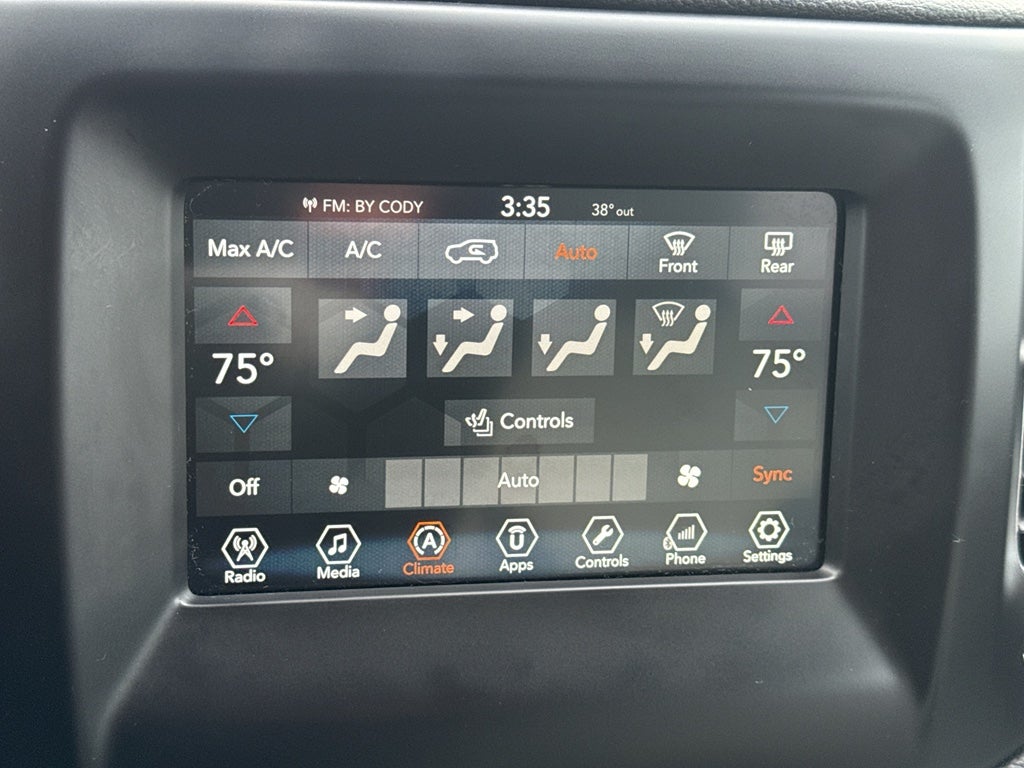 FM: BY CODY 3:35 38° out
Max A/C A/C Auto Front Rear
75° 75°
Controls
Off Auto Sync
Radio Media Climate Apps Controls Phone Settings